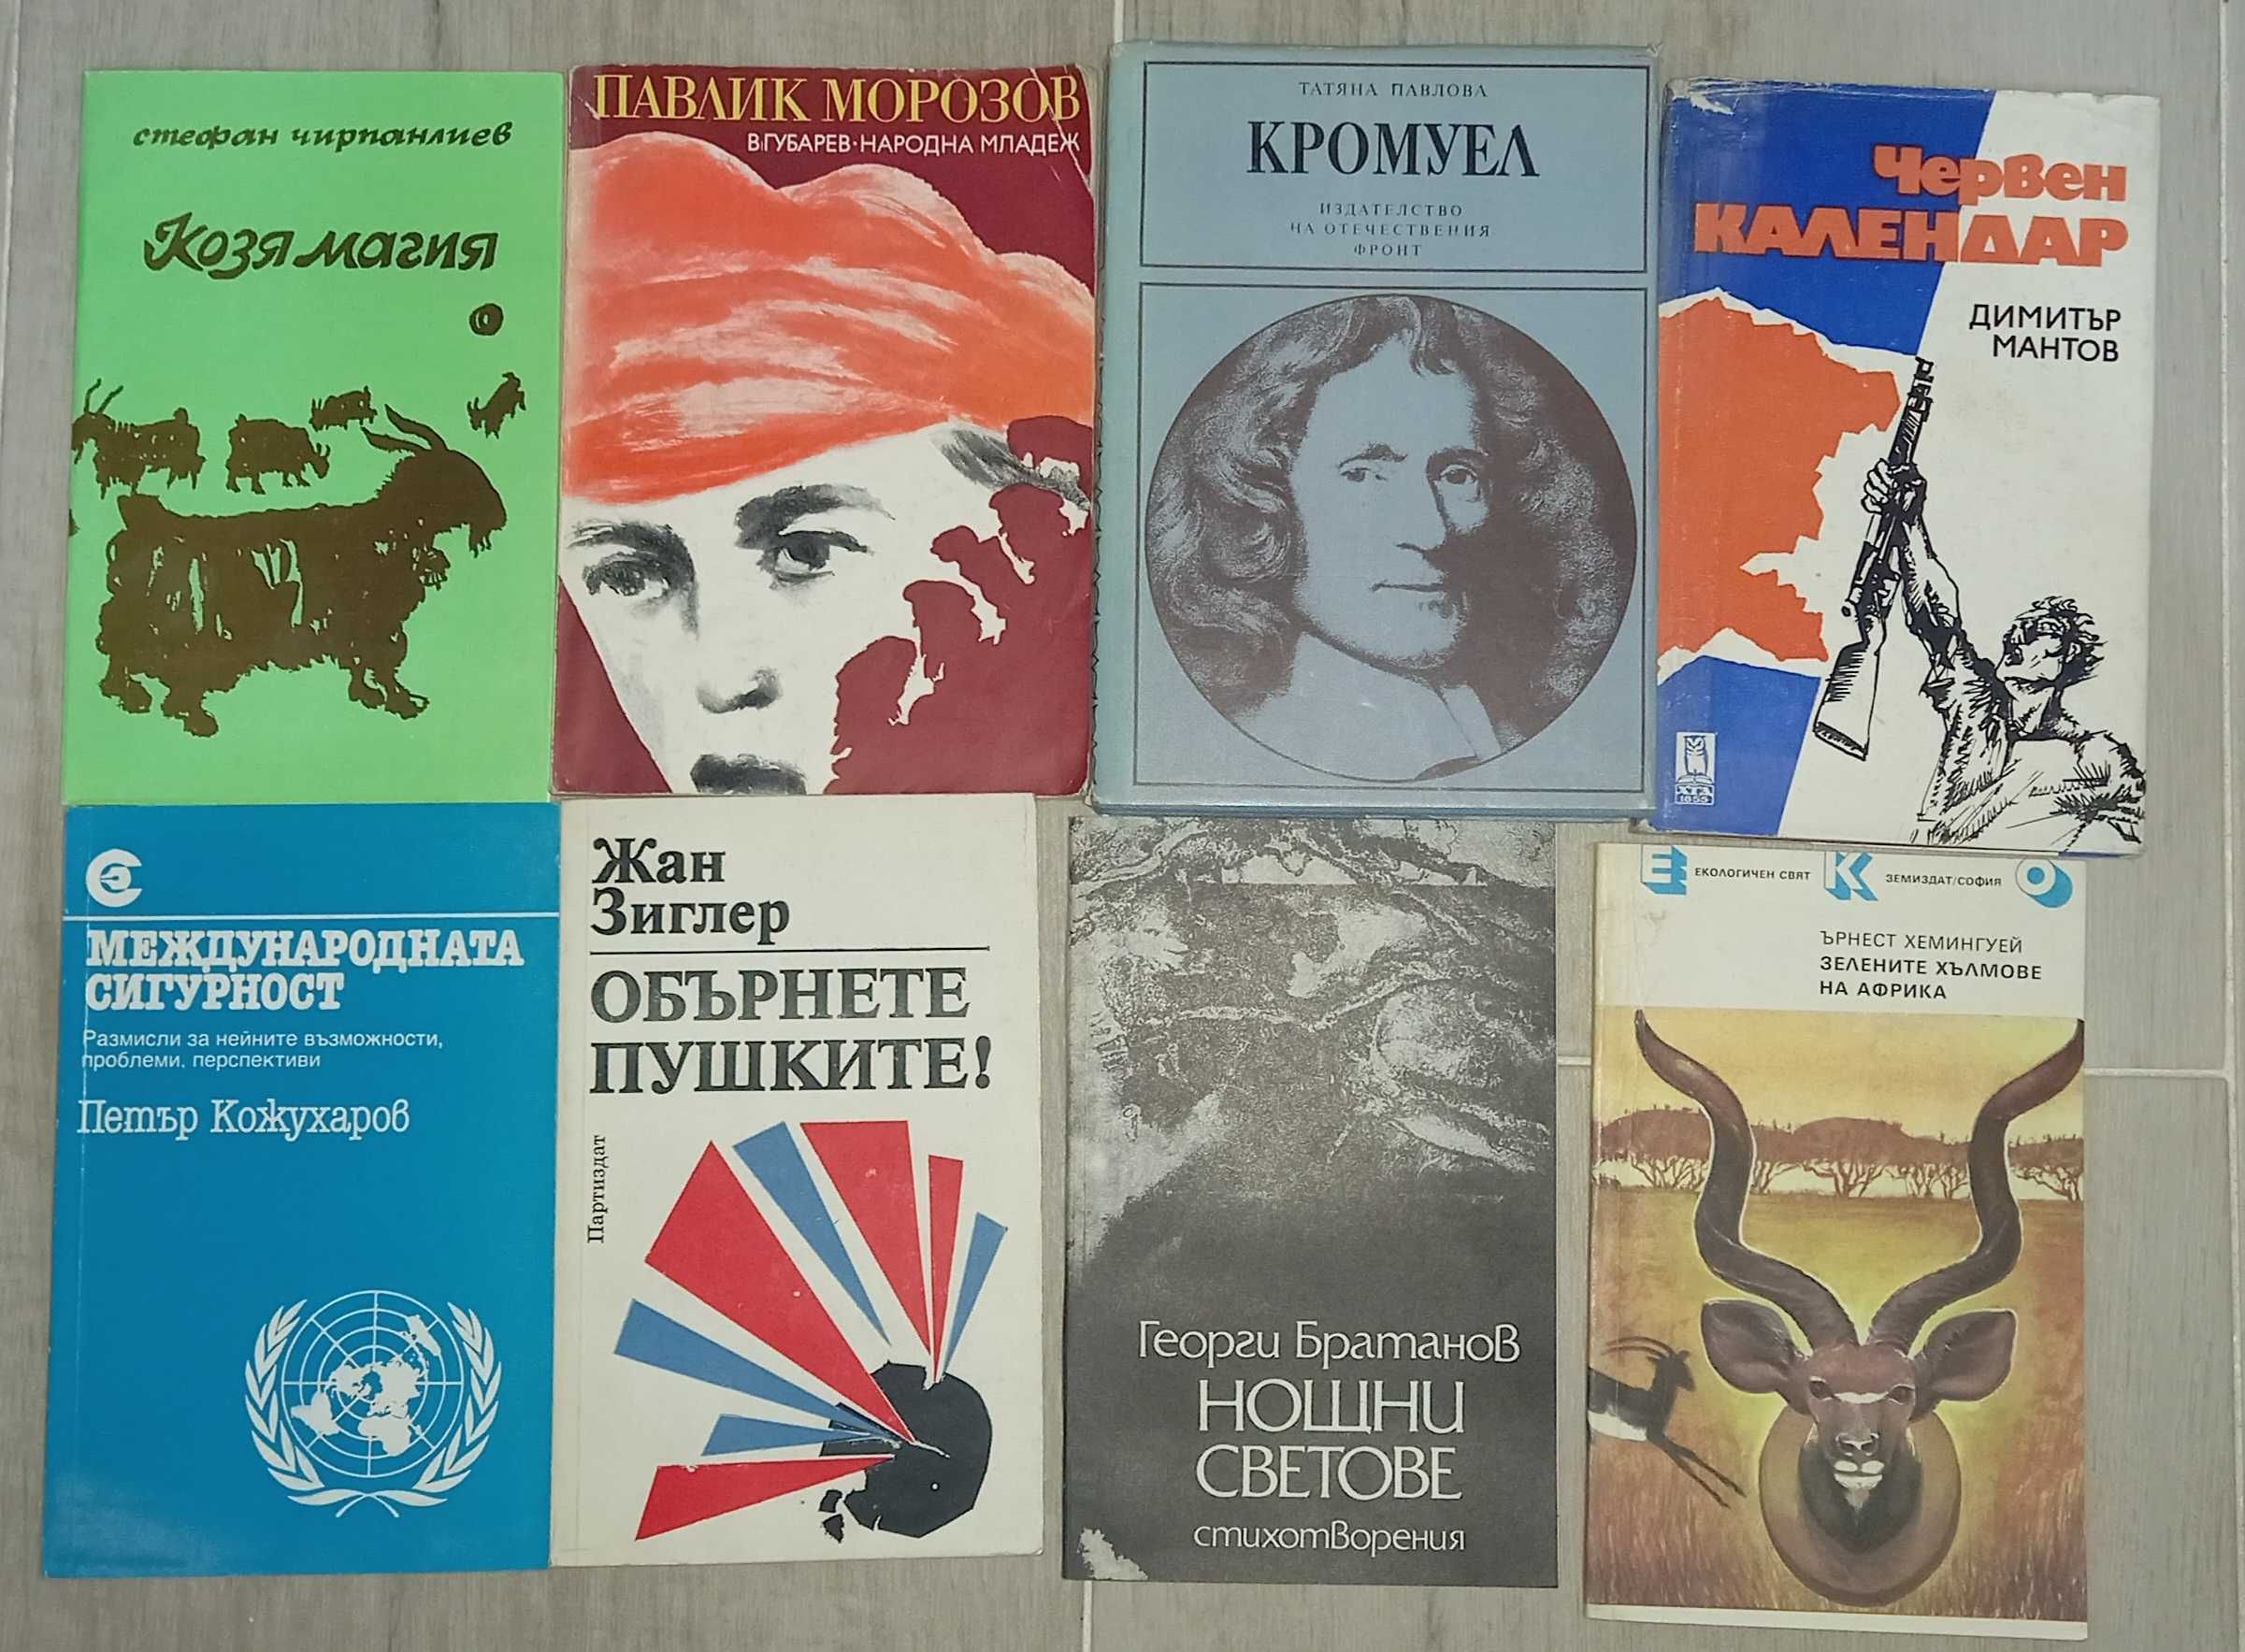 стефан чирпанлиев
Козя магия
ПАВЛИК МОРОЗОВ
В.ГУБАРЕВ·НАРОДНА МЛАДЕЖ
ТАТЯНА ПАВЛОВА
КРОМУЕЛ
ИЗДАТЕЛСТВО
НА ОТЕЧЕСТВЕНИЯ
ФРОНТ
Червен
КАЛЕНДАР
ДИМИТЪР
МАНТОВ
ХГД
1855
МЕЖДУНАРОДНАТА
СИГУРНОСТ
Размисли за нейните възможности,
проблеми, перспективи
Петър Кожухаров
Жан
Зиглер
ОБЪРНЕТЕ
ПУШКИТЕ!
Партиздат
Георги Братанов
НОЩНИ
СВЕТОВЕ
стихотворения
Е ЕКОЛОГИЧЕН СВЯТ К ЗЕМИЗДАТ/СОФИЯ О
ЪРНЕСТ ХЕМИНГУЕЙ
ЗЕЛЕНИТЕ ХЪЛМОВЕ
НА АФРИКА